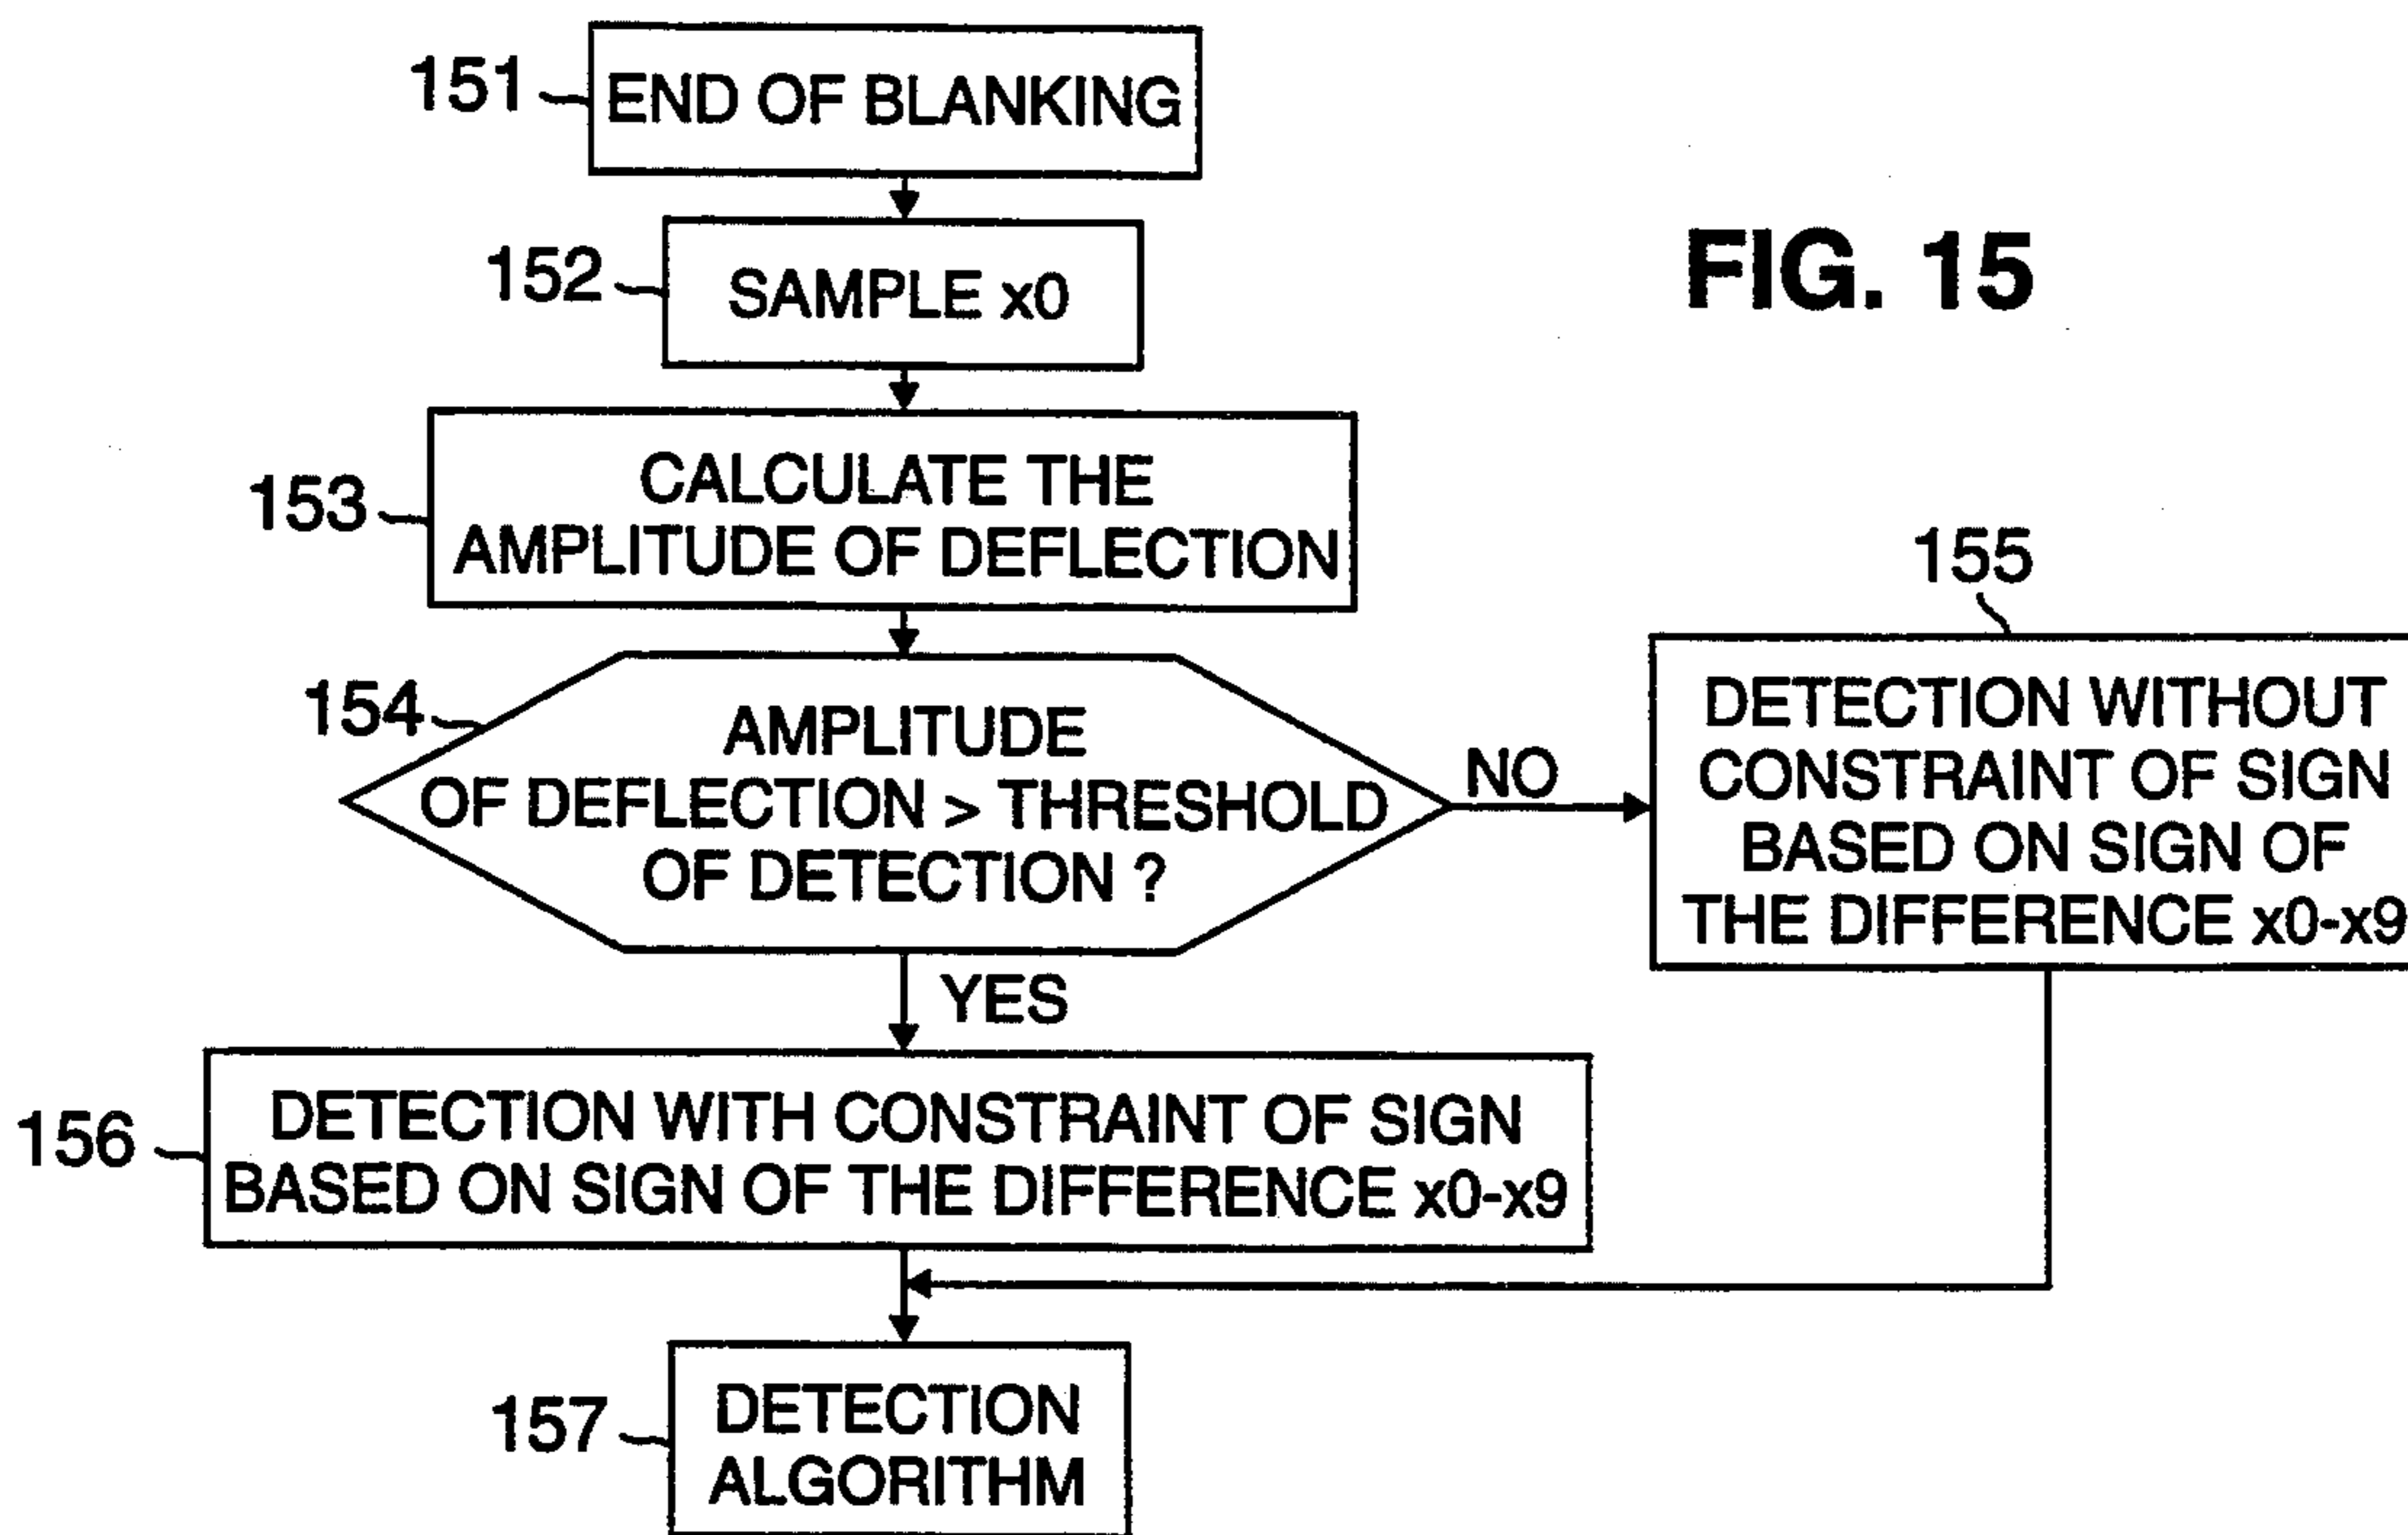 151
END OF BLANKING
152
SAMPLE x0
FIG. 15
153
CALCULATE THE
AMPLITUDE OF DEFLECTION
154
AMPLITUDE
OF DEFLECTION > THRESHOLD
OF DETECTION ?
NO
155
DETECTION WITHOUT
CONSTRAINT OF SIGN
BASED ON SIGN OF
THE DIFFERENCE x0-x9
YES
156
DETECTION WITH CONSTRAINT OF SIGN
BASED ON SIGN OF THE DIFFERENCE x0-x9
157
DETECTION
ALGORITHM